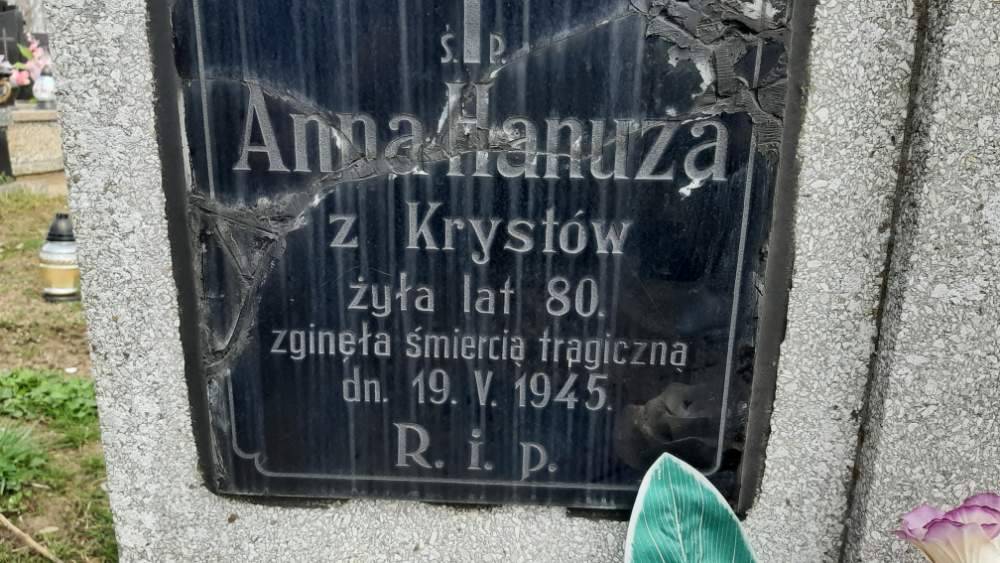 Ś. P.
Anna Hanuza
z Krystów
żyła lat 80.
zginęła śmiercią tragiczną
dn. 19. V. 1945.
R. i. p.